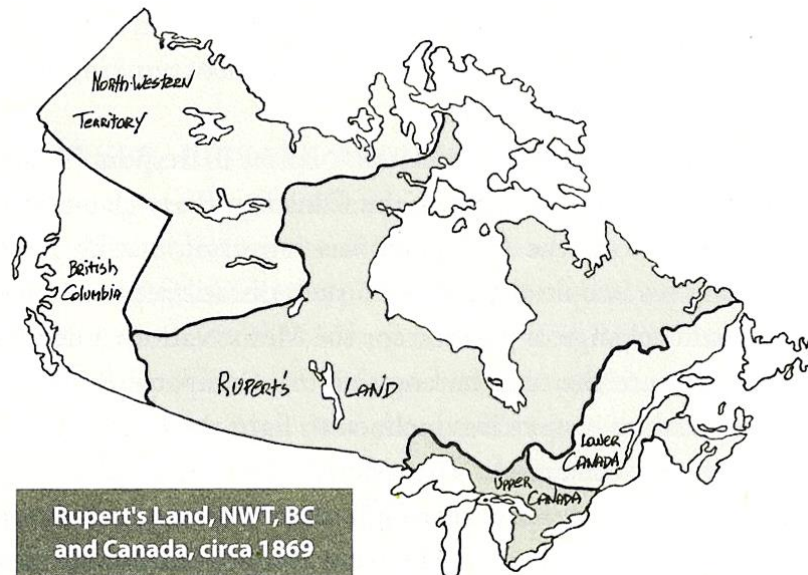 North-Western
Territory
British
Columbia
Rupert's Land
Lower
Canada
Upper
Canada
Rupert's Land, NWT, BC
and Canada, circa 1869